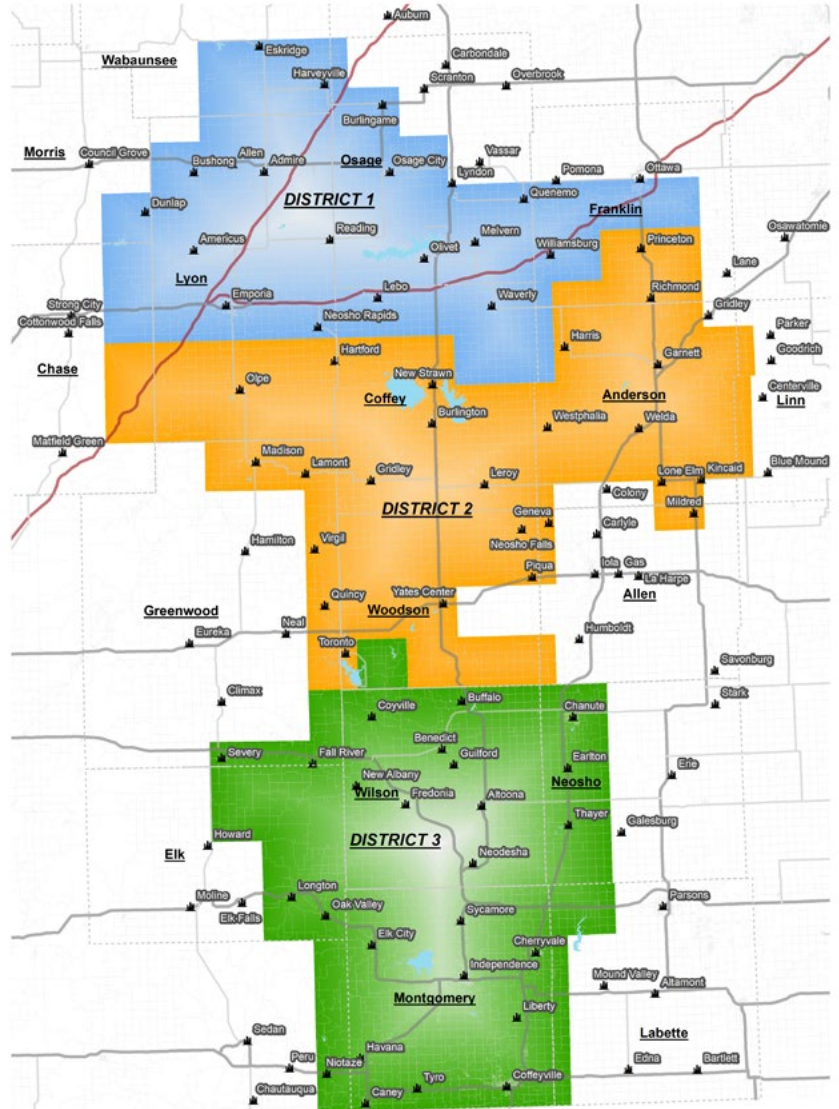 Auburn
Eskridge
Carbondale
Wabaunsee
Harveyville
Scranton
Overbrook
Burlingame
Morris
Council Grove
Bushong
Allen
Admire
Osage
Osage City
Vassar
Lyndon
Pomona
Ottawa
Quenemo
DISTRICT 1
Dunlap
Franklin
Americus
Reading
Melvern
Olivet
Williamsburg
Princeton
Osawatomie
Lane
Lyon
Emporia
Lebo
Waverly
Richmond
Gridley
Strong City
Cottonwood Falls
Neosho Rapids
Parker
Goodrich
Hartford
Harris
Garnett
Chase
Olpe
New Strawn
Coffey
Anderson
Centerville
Linn
Burlington
Westphalia
Welda
Matfield Green
Madison
Lamont
Gridley
Leroy
Lone Elm
Kincaid
Blue Mound
Colony
Mildred
DISTRICT 2
Geneva
Neosho Falls
Carlyle
Hamilton
Virgil
Piqua
Iola
Gas
La Harpe
Allen
Quincy
Yates Center
Woodson
Greenwood
Neal
Eureka
Humboldt
Toronto
Savonburg
Climax
Coyville
Buffalo
Chanute
Stark
Severy
Fall River
Benedict
Guilford
Earlton
Neosho
Erie
New Albany
Wilson
Fredonia
Altoona
Thayer
Galesburg
DISTRICT 3
Howard
Elk
Neodesha
Moline
Elk Falls
Longton
Oak Valley
Sycamore
Parsons
Elk City
Cherryvale
Independence
Mound Valley
Altamont
Montgomery
Liberty
Labette
Sedan
Peru
Havana
Niotaze
Edna
Bartlett
Chautauqua
Caney
Tyro
Coffeyville